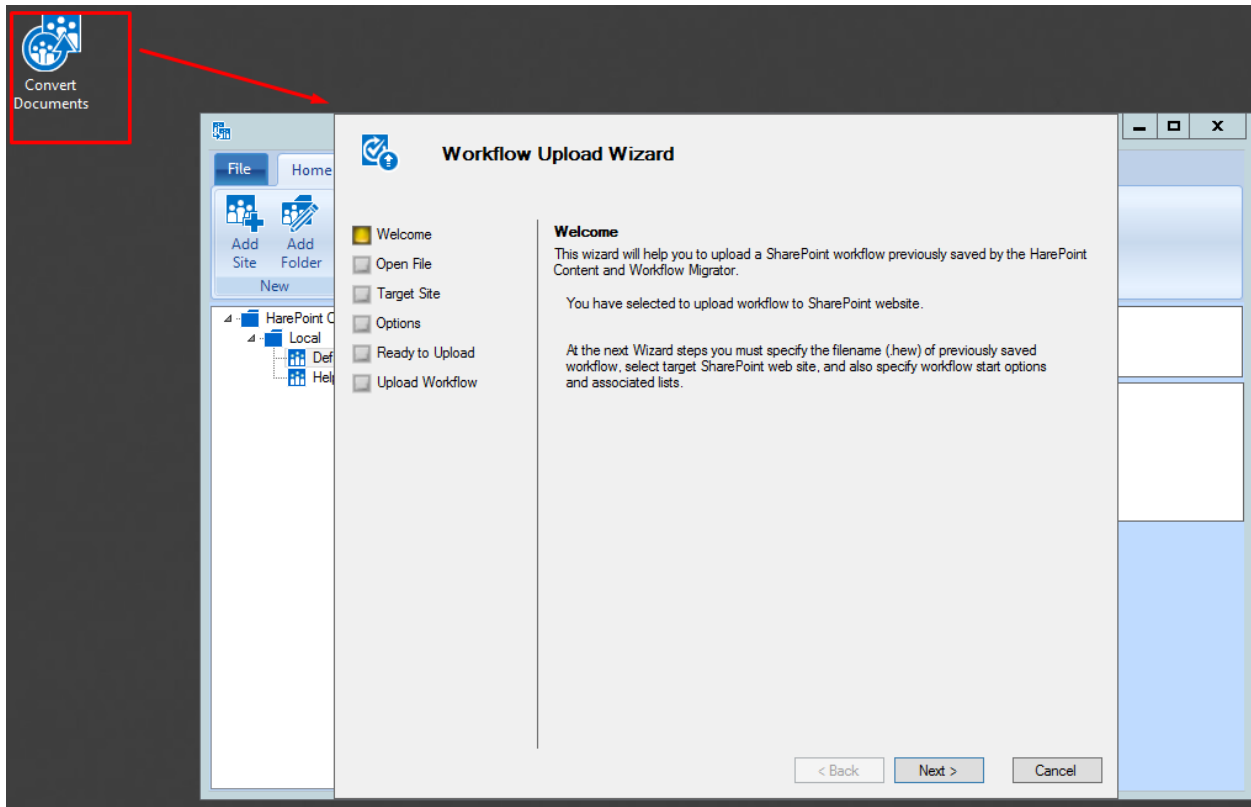 Convert
Documents
File
Home
Add
Site
Add
Folder
New
HarePoint
Local
Workflow Upload Wizard
Welcome
Open File
Target Site
Options
Ready to Upload
Upload Workflow
Welcome
This wizard will help you to upload a SharePoint workflow previously saved by the HarePoint
Content and Workflow Migrator.
You have selected to upload workflow to SharePoint website.
At the next Wizard steps you must specify the filename (.hew) of previously saved
workflow, select target SharePoint web site, and also specify workflow start options
and associated lists.
< Back
Next >
Cancel